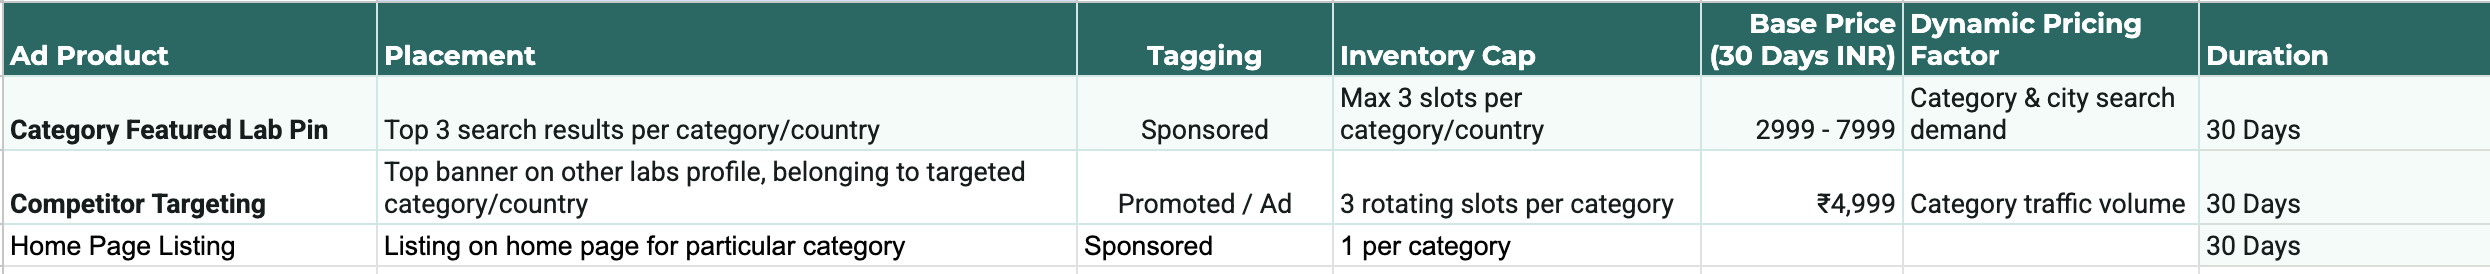 Ad Product
Placement
Tagging
Inventory Cap
Base Price
(30 Days INR)
Dynamic Pricing
Factor
Duration
Category Featured Lab Pin
Top 3 search results per category/country
Sponsored
Max 3 slots per
category/country
2999 - 7999
Category & city search
demand
30 Days
Competitor Targeting
Top banner on other labs profile, belonging to targeted
category/country
Promoted / Ad
3 rotating slots per category
₹4,999
Category traffic volume
30 Days
Home Page Listing
Listing on home page for particular category
Sponsored
1 per category
30 Days